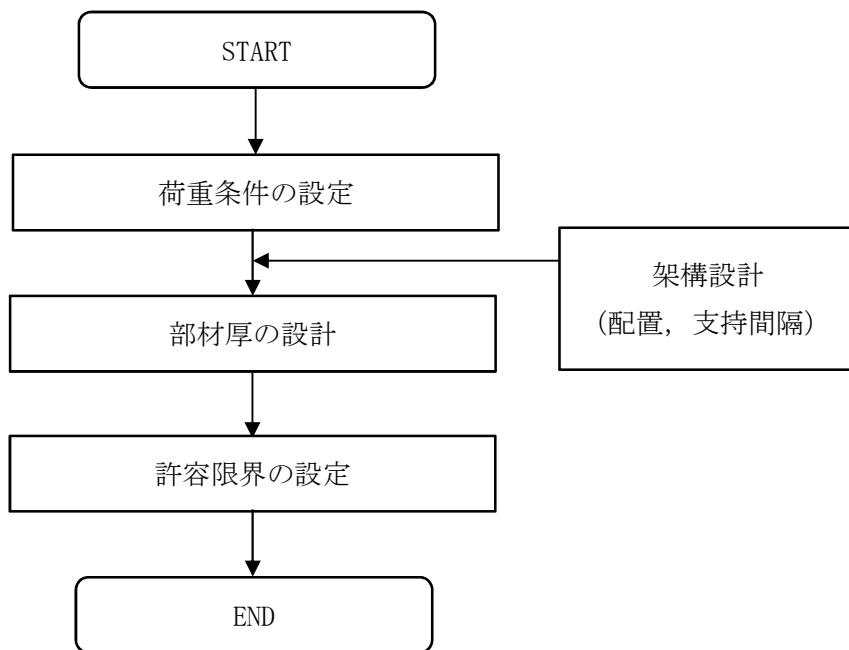 START
荷重条件の設定
架構設計
(配置, 支持間隔)
部材厚の設計
許容限界の設定
END